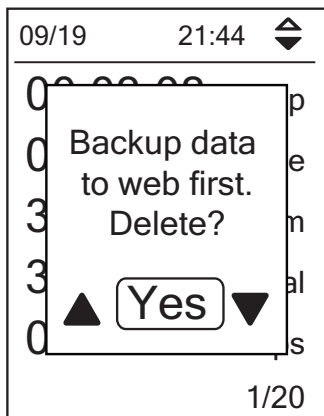 09/19 21:44
Backup data
to web first.
Delete?
Yes
1/20